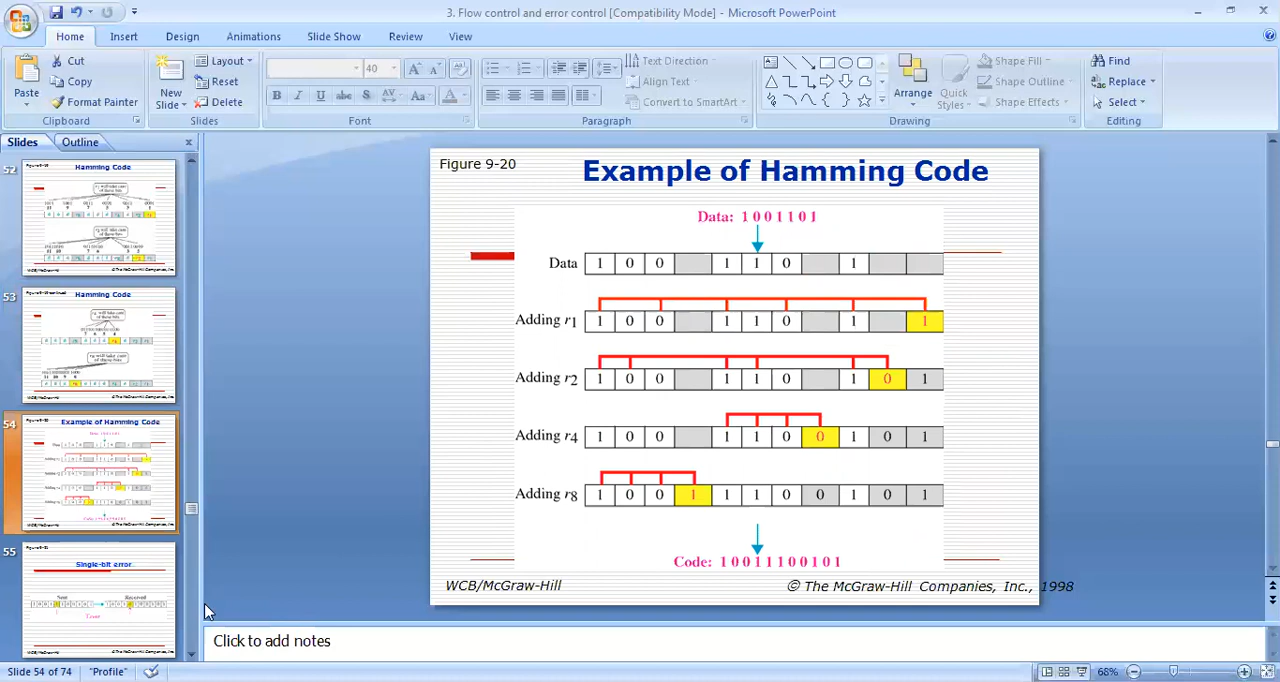 3. Flow control and error control [Compatibility Mode] - Microsoft PowerPoint
Home Insert Design Animations Slide Show Review View
Paste
Cut
Copy
Format Painter
Clipboard
New Slide
Layout
Reset
Delete
Slides
40
B I U abc S AV Aa A
Font
Text Direction
Align Text
Convert to SmartArt
Paragraph
Arrange
Quick Styles
Shape Fill
Shape Outline
Shape Effects
Drawing
Find
Replace
Select
Editing
Slides Outline
52
Hamming Code
53
Hamming Code
54
Example of Hamming Code
55
Single-bit error
Sent Received
Error
Figure 9-20
Example of Hamming Code
Data: 1 0 0 1 1 0 1
Data 1 0 0 1 1 0 1
Adding r1 1 0 0 1 1 0 1 1
Adding r2 1 0 0 1 1 0 1 0 1
Adding r4 1 0 0 1 1 0 0 1 0 1
Adding r8 1 0 0 1 1 1 0 0 1 0 1
Code: 1 0 0 1 1 1 0 0 1 0 1
WCB/McGraw-Hill
© The McGraw-Hill Companies, Inc., 1998
Click to add notes
Slide 54 of 74 "Profile" 68%